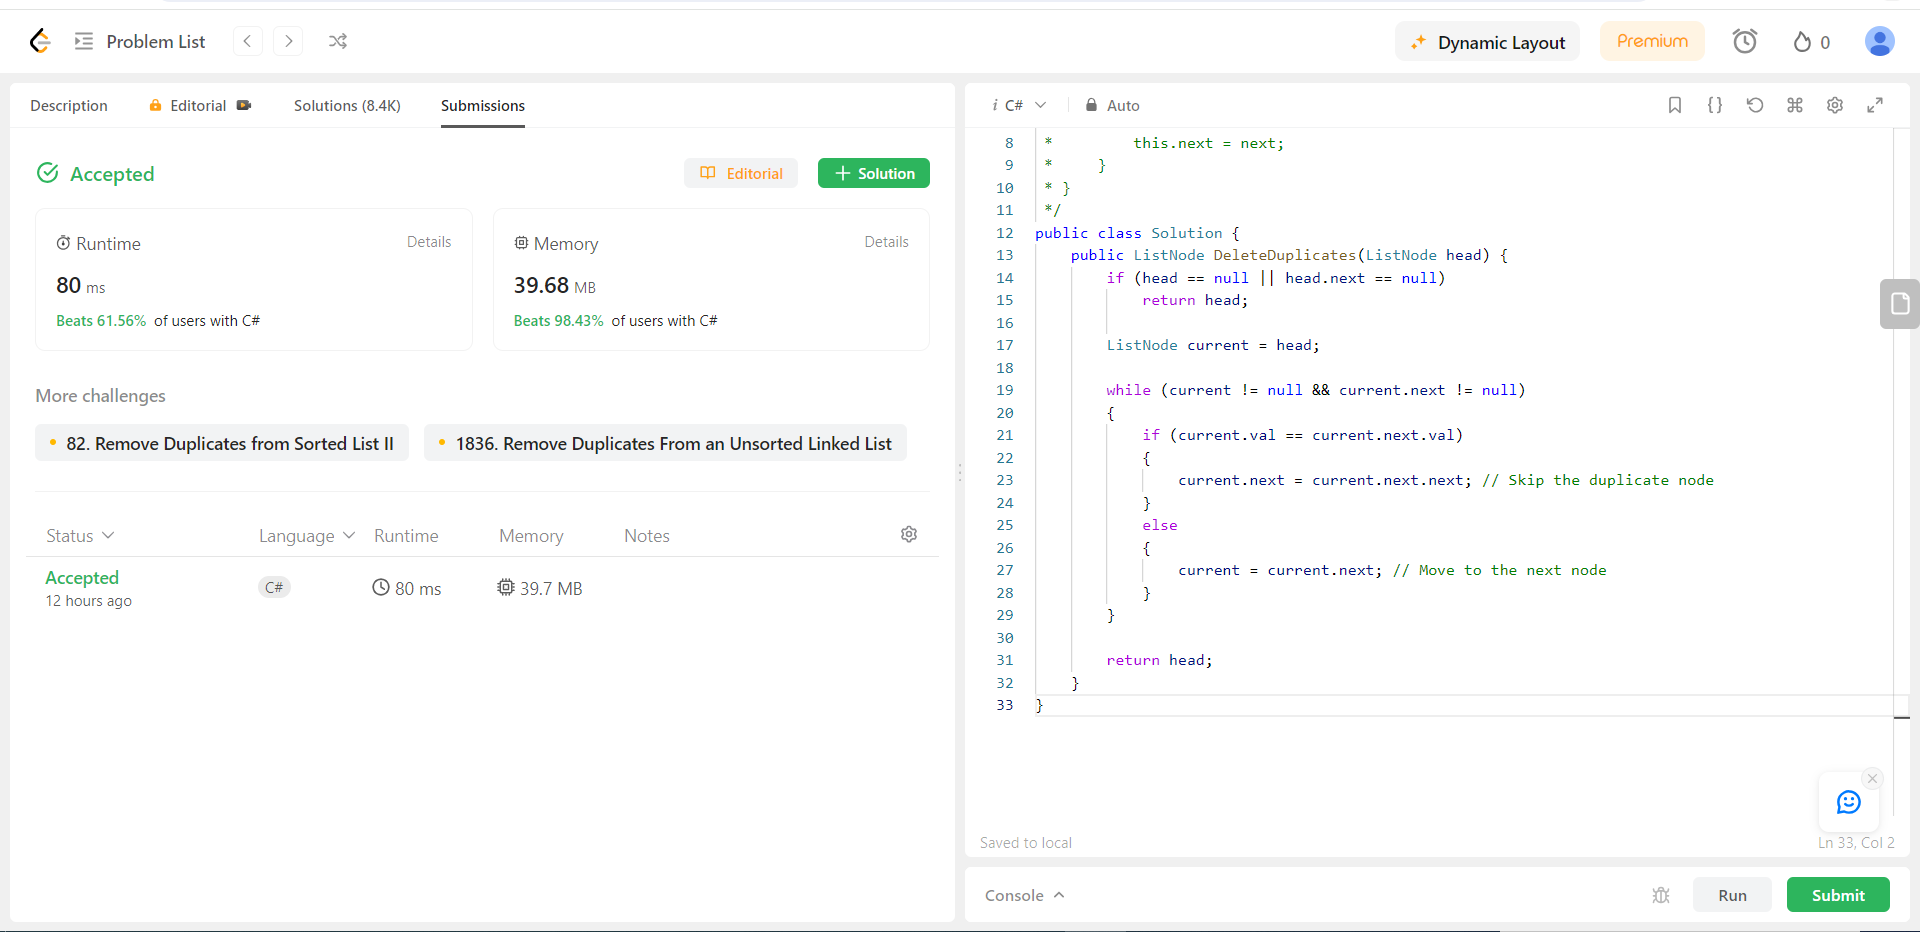 Problem List
Dynamic Layout
Premium
0
Description
Editorial
Solutions (8.4K)
Submissions
Accepted
Editorial
Solution
Runtime
Details
80 ms
Beats 61.56% of users with C#
Memory
Details
39.68 MB
Beats 98.43% of users with C#
More challenges
82. Remove Duplicates from Sorted List II
1836. Remove Duplicates From an Unsorted Linked List
Status
Language
Runtime
Memory
Notes
Accepted
12 hours ago
C#
80 ms
39.7 MB
i C#
Auto
8 *         this.next = next;
9 *     }
10 * }
11 */
12 public class Solution {
13     public ListNode DeleteDuplicates(ListNode head) {
14         if (head == null || head.next == null)
15             return head;
16
17         ListNode current = head;
18
19         while (current != null && current.next != null)
20         {
21             if (current.val == current.next.val)
22             {
23                 current.next = current.next.next; // Skip the duplicate node
24             }
25             else
26             {
27                 current = current.next; // Move to the next node
28             }
29         }
30
31         return head;
32     }
33 }
Saved to local
Ln 33, Col 2
Console
Run
Submit